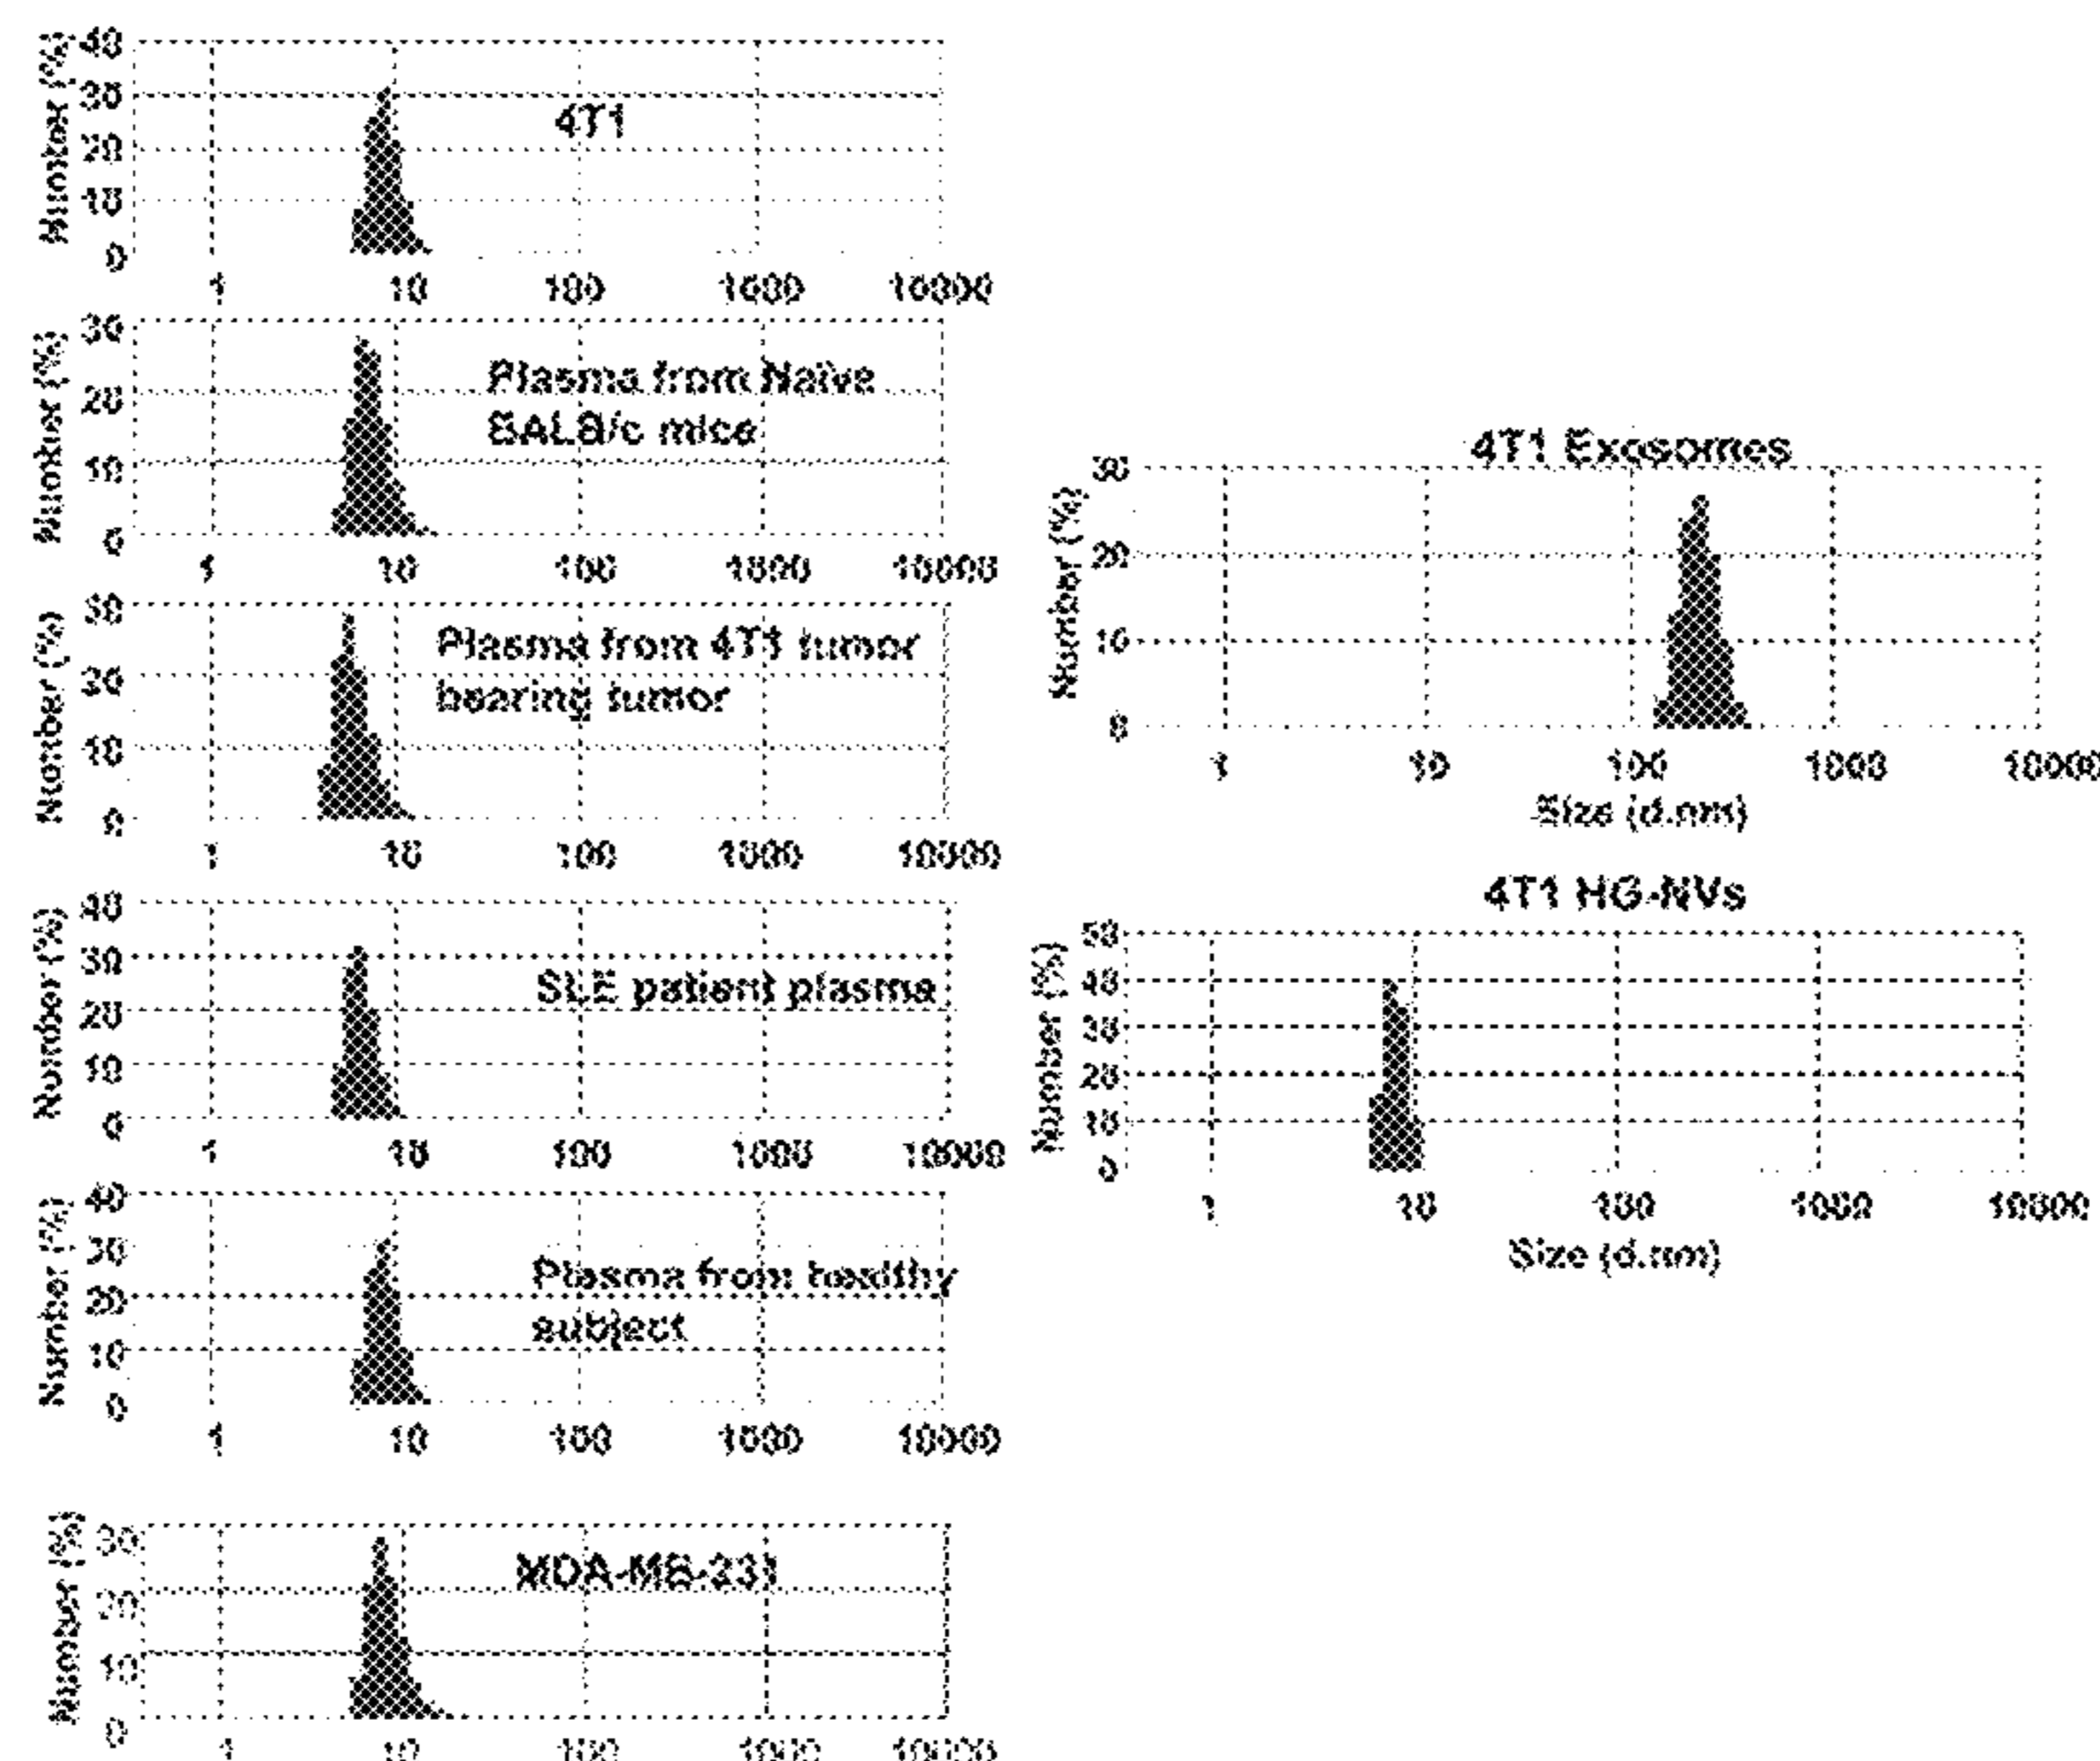 Number (%)
40
30
20
10
0
4T1
1 10 100 1000 10000
Number (%)
30
20
10
0
Plasma from Naïve
BALB/c mice
1 10 100 1000 10000
Number (%)
30
20
10
0
Plasma from 4T1 tumor
bearing tumor
1 10 100 1000 10000
Number (%)
40
30
20
10
0
SLE patient plasma
1 10 100 1000 10000
Number (%)
40
30
20
10
0
Plasma from healthy
subject
1 10 100 1000 10000
Number (%)
30
20
10
0
MDA-MB-231
1 10 100 1000 10000
4T1 Exosomes
Number (%)
30
20
10
0
1 10 100 1000 10000
Size (d.nm)
4T1 HG-NVs
Number (%)
50
40
30
20
10
0
1 10 100 1000 10000
Size (d.nm)